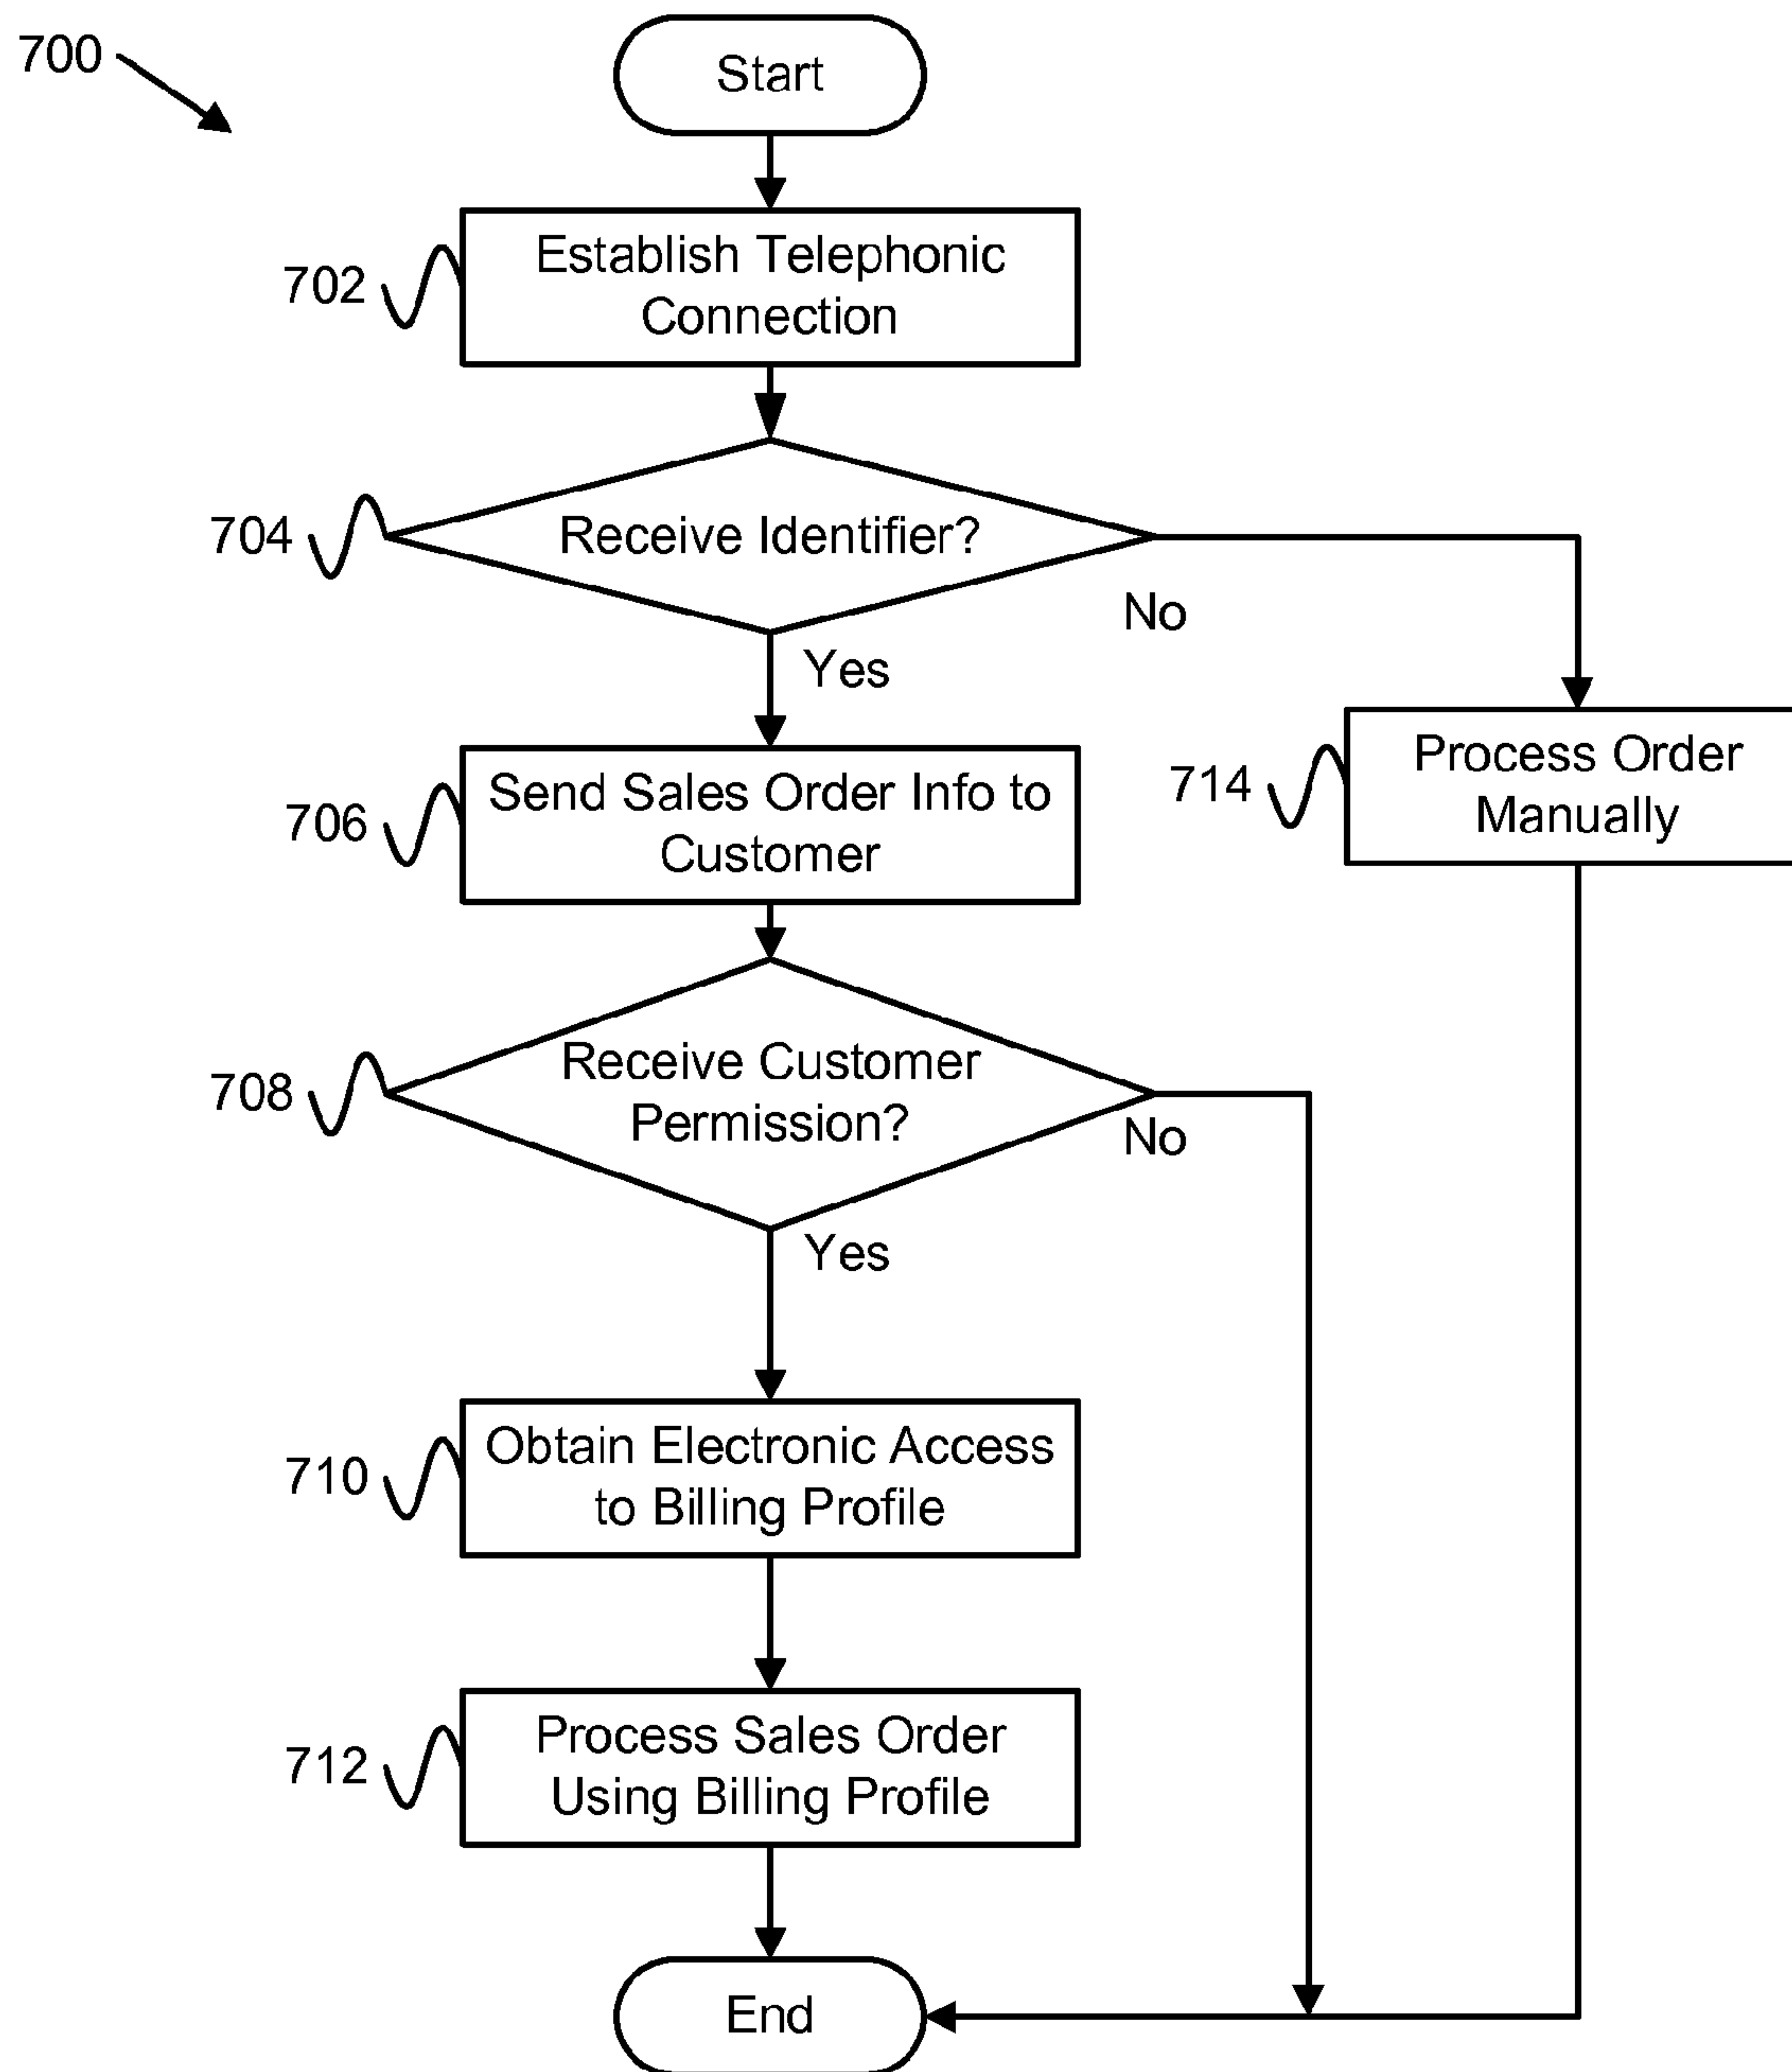 700
Start
702
Establish Telephonic
Connection
704
Receive Identifier?
No
Yes
706
Send Sales Order Info to
Customer
714
Process Order
Manually
708
Receive Customer
Permission?
No
Yes
710
Obtain Electronic Access
to Billing Profile
712
Process Sales Order
Using Billing Profile
End